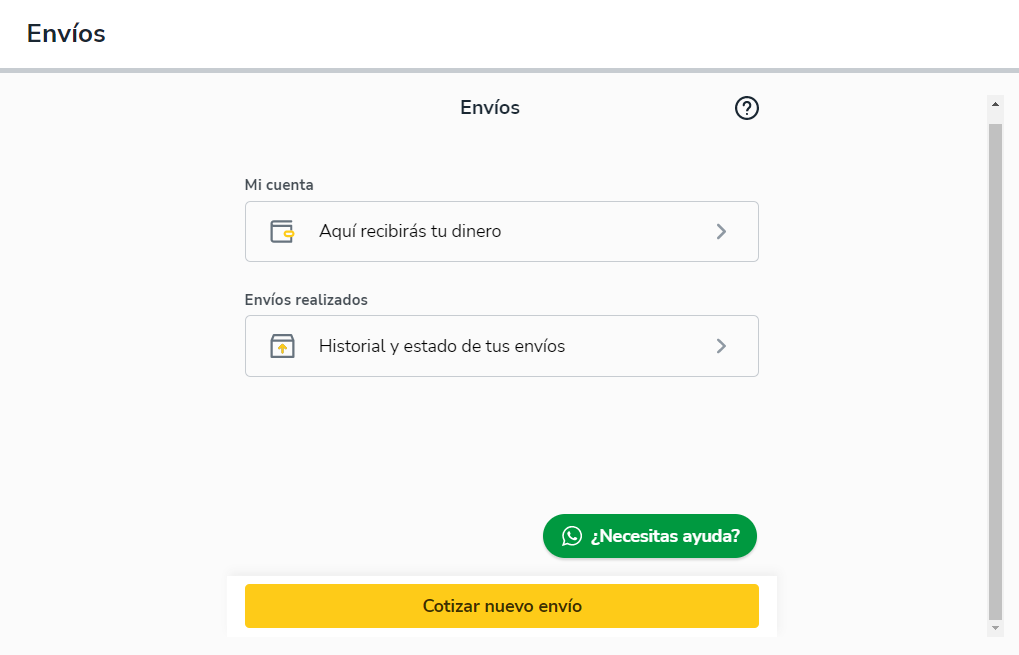 Envíos
Envíos
Mi cuenta
Aquí recibirás tu dinero
Envíos realizados
Historial y estado de tus envíos
¿Necesitas ayuda?
Cotizar nuevo envío